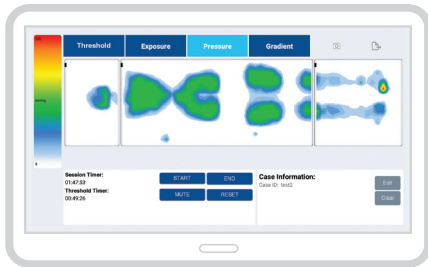 Threshold Exposure Pressure Gradient
Session Timer:
01:47:53
START END
Threshold Timer:
00:49:26
MUTE RESET
Case Information:
Case ID: test2
Edit
Clear